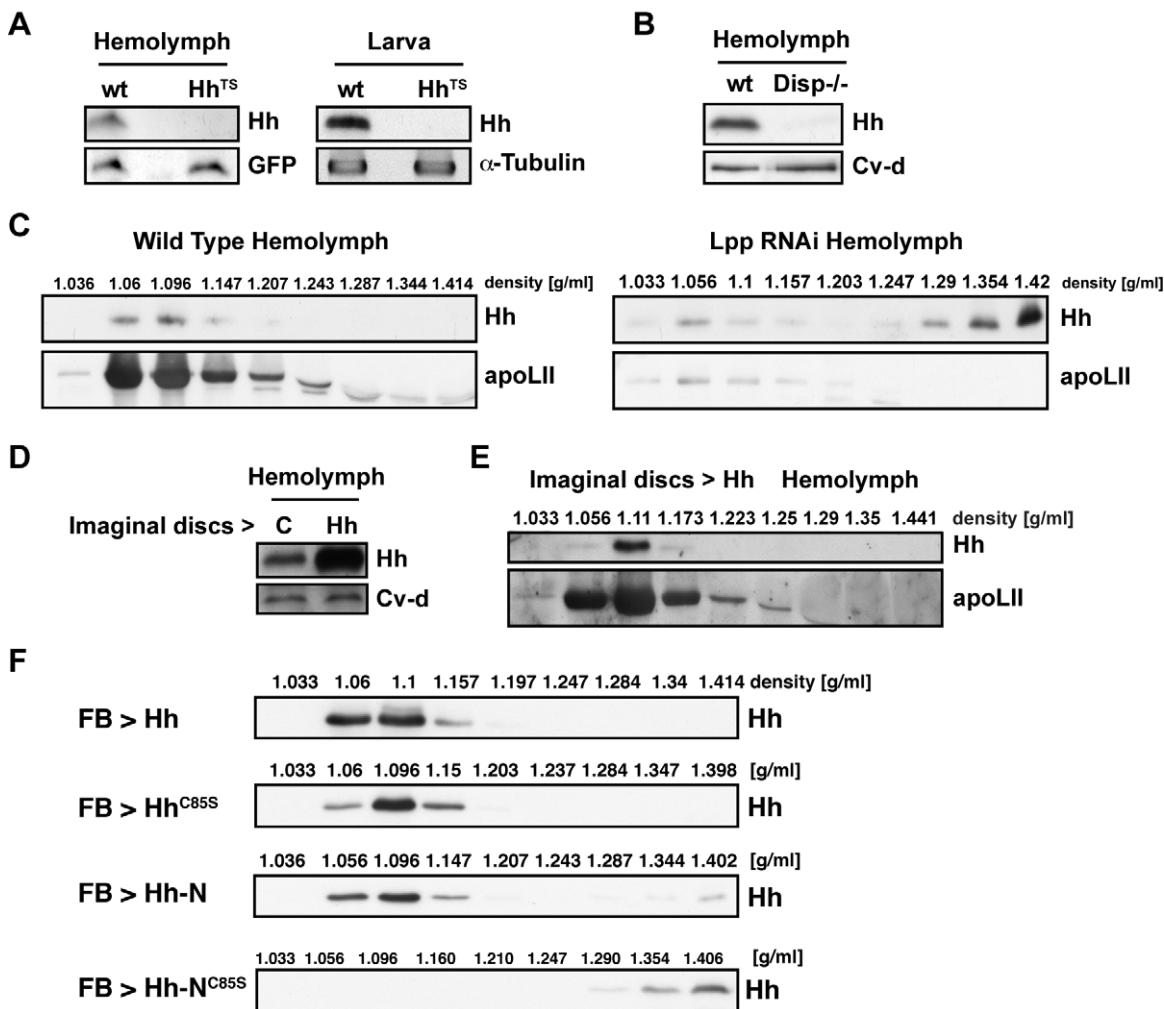 A
Hemolymph
wt Hh^TS
Hh
GFP
Larva
wt Hh^TS
Hh
α-Tubulin
B
Hemolymph
wt Disp-/-
Hh
Cv-d
C
Wild Type Hemolymph
1.036 1.06 1.096 1.147 1.207 1.243 1.287 1.344 1.414 density [g/ml]
Hh
apoLII
Lpp RNAi Hemolymph
1.033 1.056 1.1 1.157 1.203 1.247 1.29 1.354 1.42 density [g/ml]
Hh
apoLII
D
Hemolymph
Imaginal discs > C Hh
Hh
Cv-d
E
Imaginal discs > Hh Hemolymph
1.033 1.056 1.11 1.173 1.223 1.25 1.29 1.35 1.441 density [g/ml]
Hh
apoLII
F
1.033 1.06 1.1 1.157 1.197 1.247 1.284 1.34 1.414 density [g/ml]
FB > Hh Hh
1.033 1.06 1.096 1.15 1.203 1.237 1.284 1.347 1.398 [g/ml]
FB > Hh^C85S Hh
1.036 1.056 1.096 1.147 1.207 1.243 1.287 1.344 1.402 [g/ml]
FB > Hh-N Hh
1.033 1.056 1.096 1.160 1.210 1.247 1.290 1.354 1.406 [g/ml]
FB > Hh-N^C85S Hh